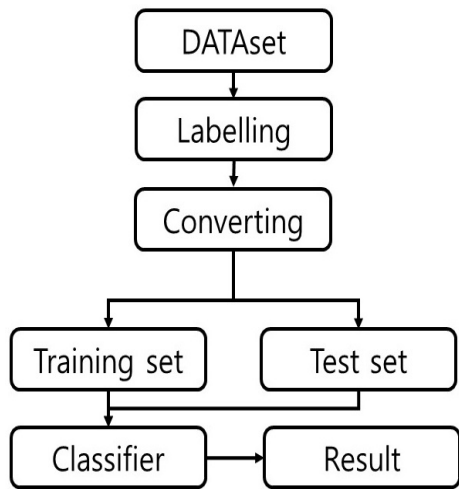 DATAset
Labelling
Converting
Training set
Test set
Classifier
Result